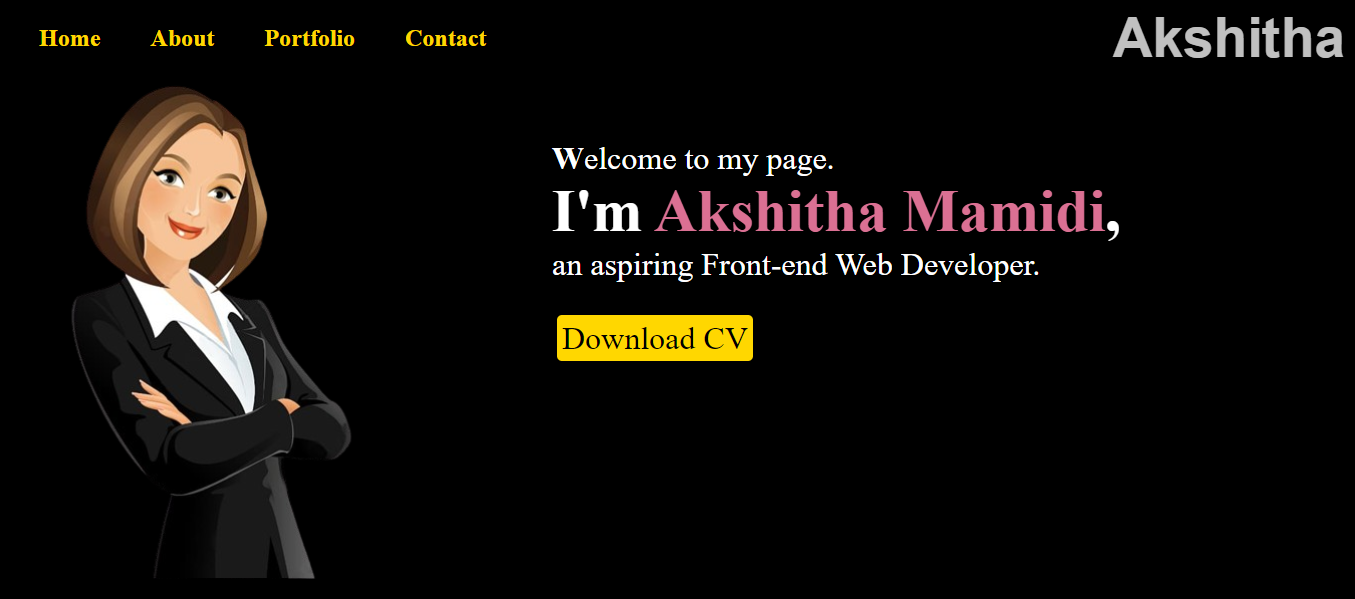 Home About Portfolio Contact Akshitha
Welcome to my page.
I'm Akshitha Mamidi,
an aspiring Front-end Web Developer.
Download CV